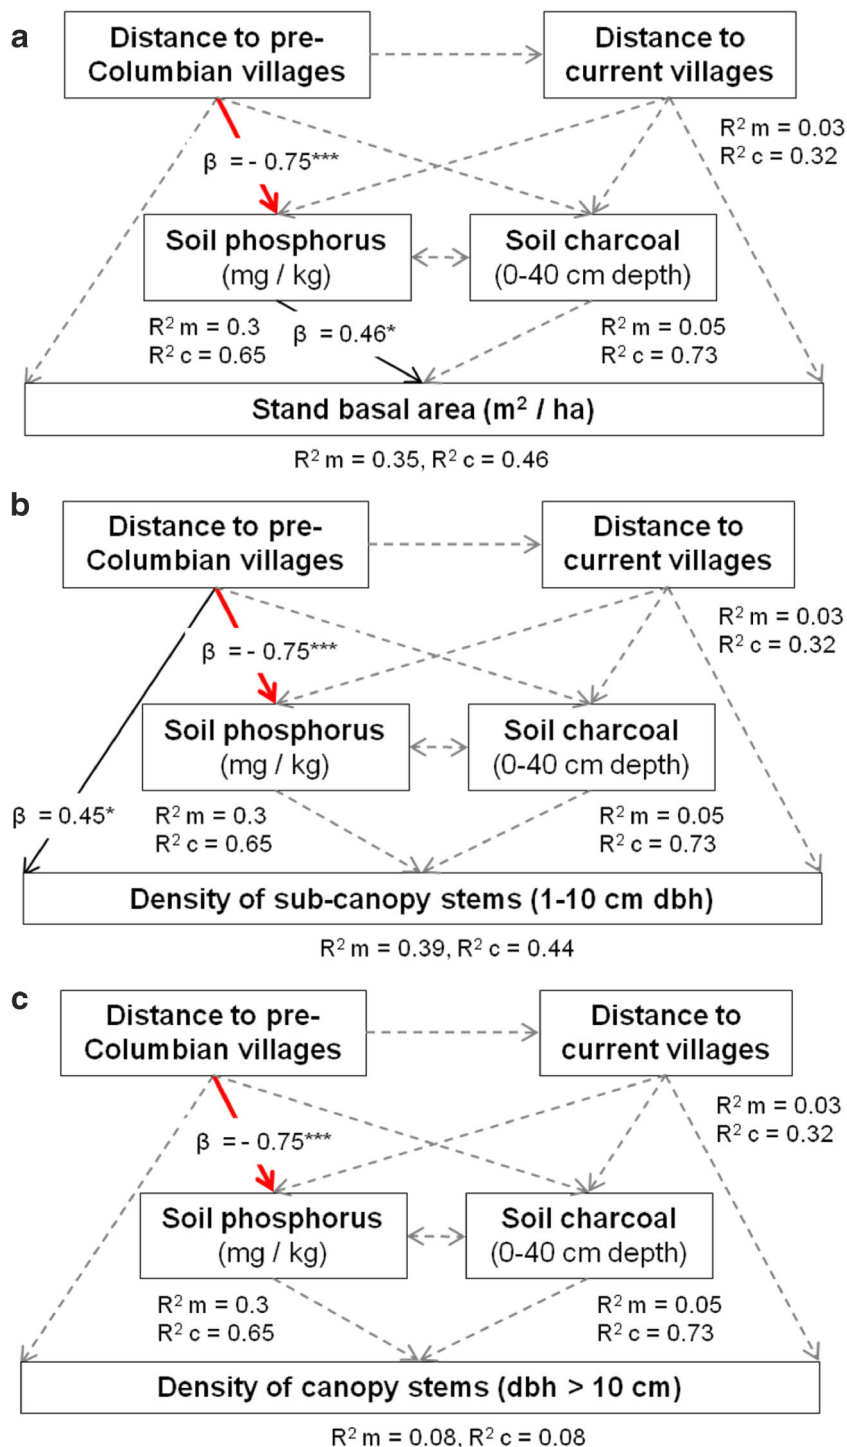 a
Distance to pre-
Columbian villages
Distance to
current villages
R² m = 0.03
R² c = 0.32
β = - 0.75***
Soil phosphorus
(mg / kg)
Soil charcoal
(0-40 cm depth)
R² m = 0.3
R² c = 0.65
β = 0.46*
R² m = 0.05
R² c = 0.73
Stand basal area (m² / ha)
R² m = 0.35, R² c = 0.46
b
Distance to pre-
Columbian villages
Distance to
current villages
R² m = 0.03
R² c = 0.32
β = - 0.75***
Soil phosphorus
(mg / kg)
Soil charcoal
(0-40 cm depth)
β = 0.45*
R² m = 0.3
R² c = 0.65
R² m = 0.05
R² c = 0.73
Density of sub-canopy stems (1-10 cm dbh)
R² m = 0.39, R² c = 0.44
c
Distance to pre-
Columbian villages
Distance to
current villages
R² m = 0.03
R² c = 0.32
β = - 0.75***
Soil phosphorus
(mg / kg)
Soil charcoal
(0-40 cm depth)
R² m = 0.3
R² c = 0.65
R² m = 0.05
R² c = 0.73
Density of canopy stems (dbh > 10 cm)
R² m = 0.08, R² c = 0.08